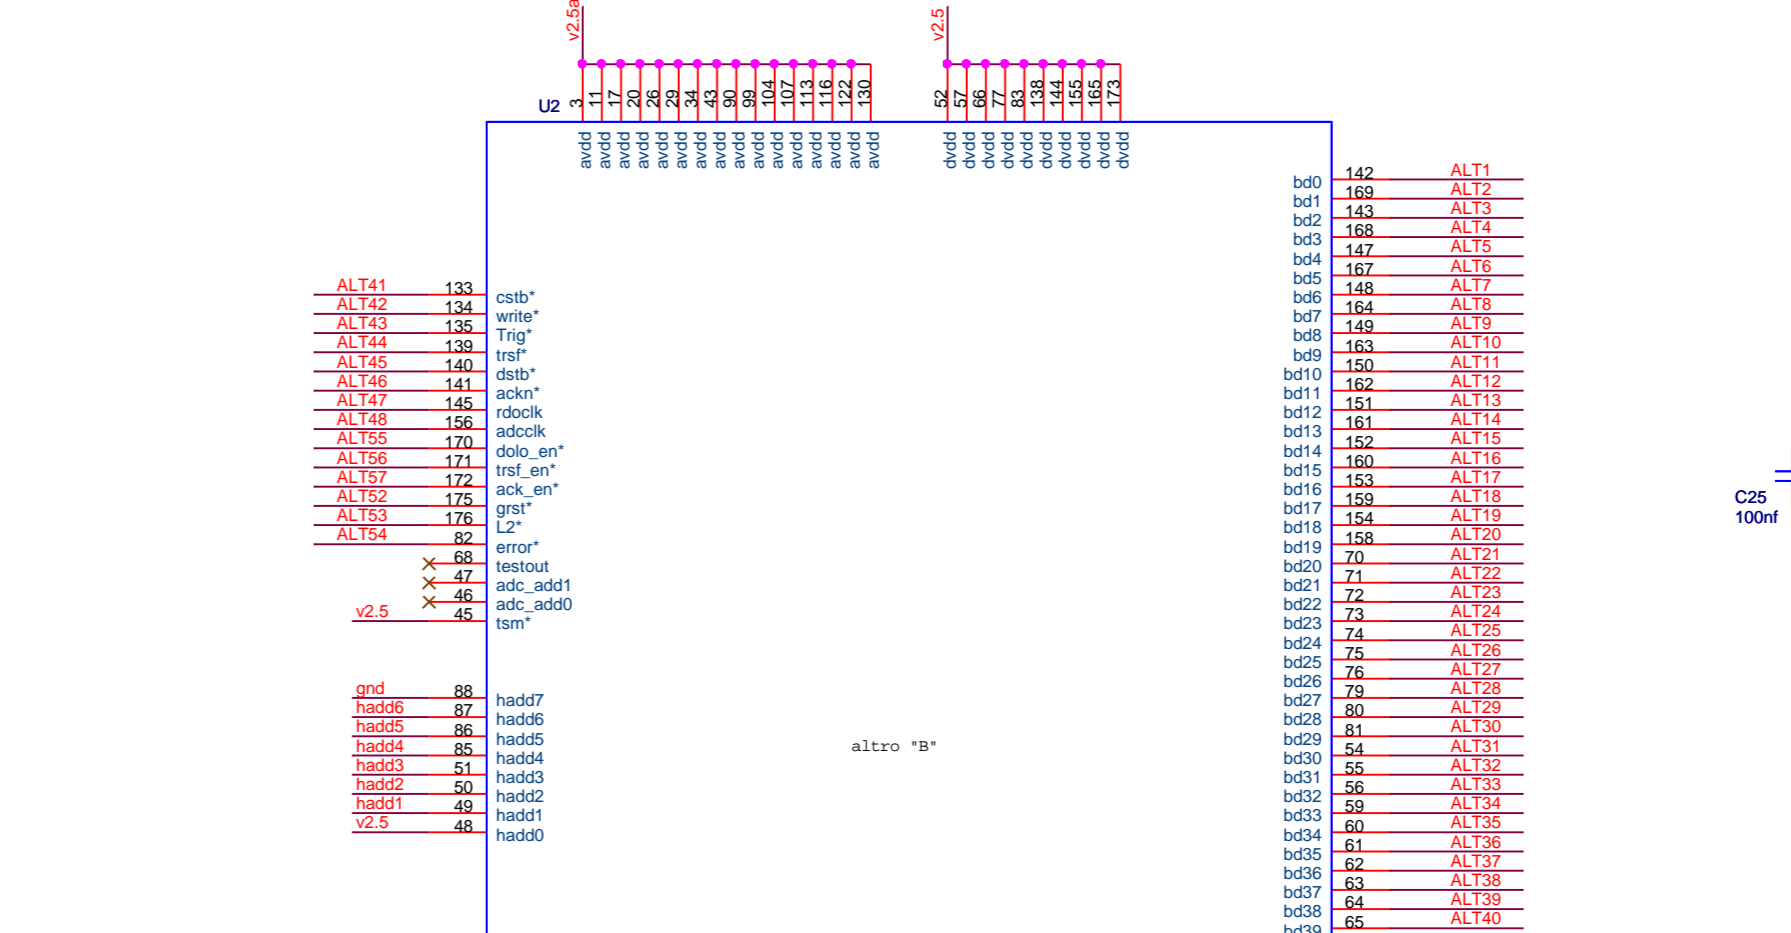 v2.5a
v2.5
U2
3 11 17 20 26 29 34 43 90 99 104 107 113 116 122 130
52 57 66 77 83 138 144 155 165 173
avdd avdd avdd avdd avdd avdd avdd avdd avdd avdd avdd avdd avdd avdd avdd avdd
dvdd dvdd dvdd dvdd dvdd dvdd dvdd dvdd dvdd dvdd
ALT41 133 cstb*
ALT42 134 write*
ALT43 135 Trig*
ALT44 139 trsf*
ALT45 140 dstb*
ALT46 141 ackn*
ALT47 145 rdoclk
ALT48 156 adcclk
ALT55 170 dolo_en*
ALT56 171 trsf_en*
ALT57 172 ack_en*
ALT52 175 grst*
ALT53 176 L2*
ALT54 82 error*
68 testout
47 adc_add1
46 adc_add0
v2.5 45 tsm*
gnd 88 hadd7
hadd6 87 hadd6
hadd5 86 hadd5
hadd4 85 hadd4
hadd3 51 hadd3
hadd2 50 hadd2
hadd1 49 hadd1
v2.5 48 hadd0
altro "B"
bd0 142 ALT1
bd1 169 ALT2
bd2 143 ALT3
bd3 168 ALT4
bd4 147 ALT5
bd5 167 ALT6
bd6 148 ALT7
bd7 164 ALT8
bd8 149 ALT9
bd9 163 ALT10
bd10 150 ALT11
bd11 162 ALT12
bd12 151 ALT13
bd13 161 ALT14
bd14 152 ALT15
bd15 160 ALT16
bd16 153 ALT17
bd17 159 ALT18
bd18 154 ALT19
bd19 158 ALT20
bd20 70 ALT21
bd21 71 ALT22
bd22 72 ALT23
bd23 73 ALT24
bd24 74 ALT25
bd25 75 ALT26
bd26 76 ALT27
bd27 79 ALT28
bd28 80 ALT29
bd29 81 ALT30
bd30 54 ALT31
bd31 55 ALT32
bd32 56 ALT33
bd33 59 ALT34
bd34 60 ALT35
bd35 61 ALT36
bd36 62 ALT37
bd37 63 ALT38
bd38 64 ALT39
bd39 65 ALT40
C25
100nf